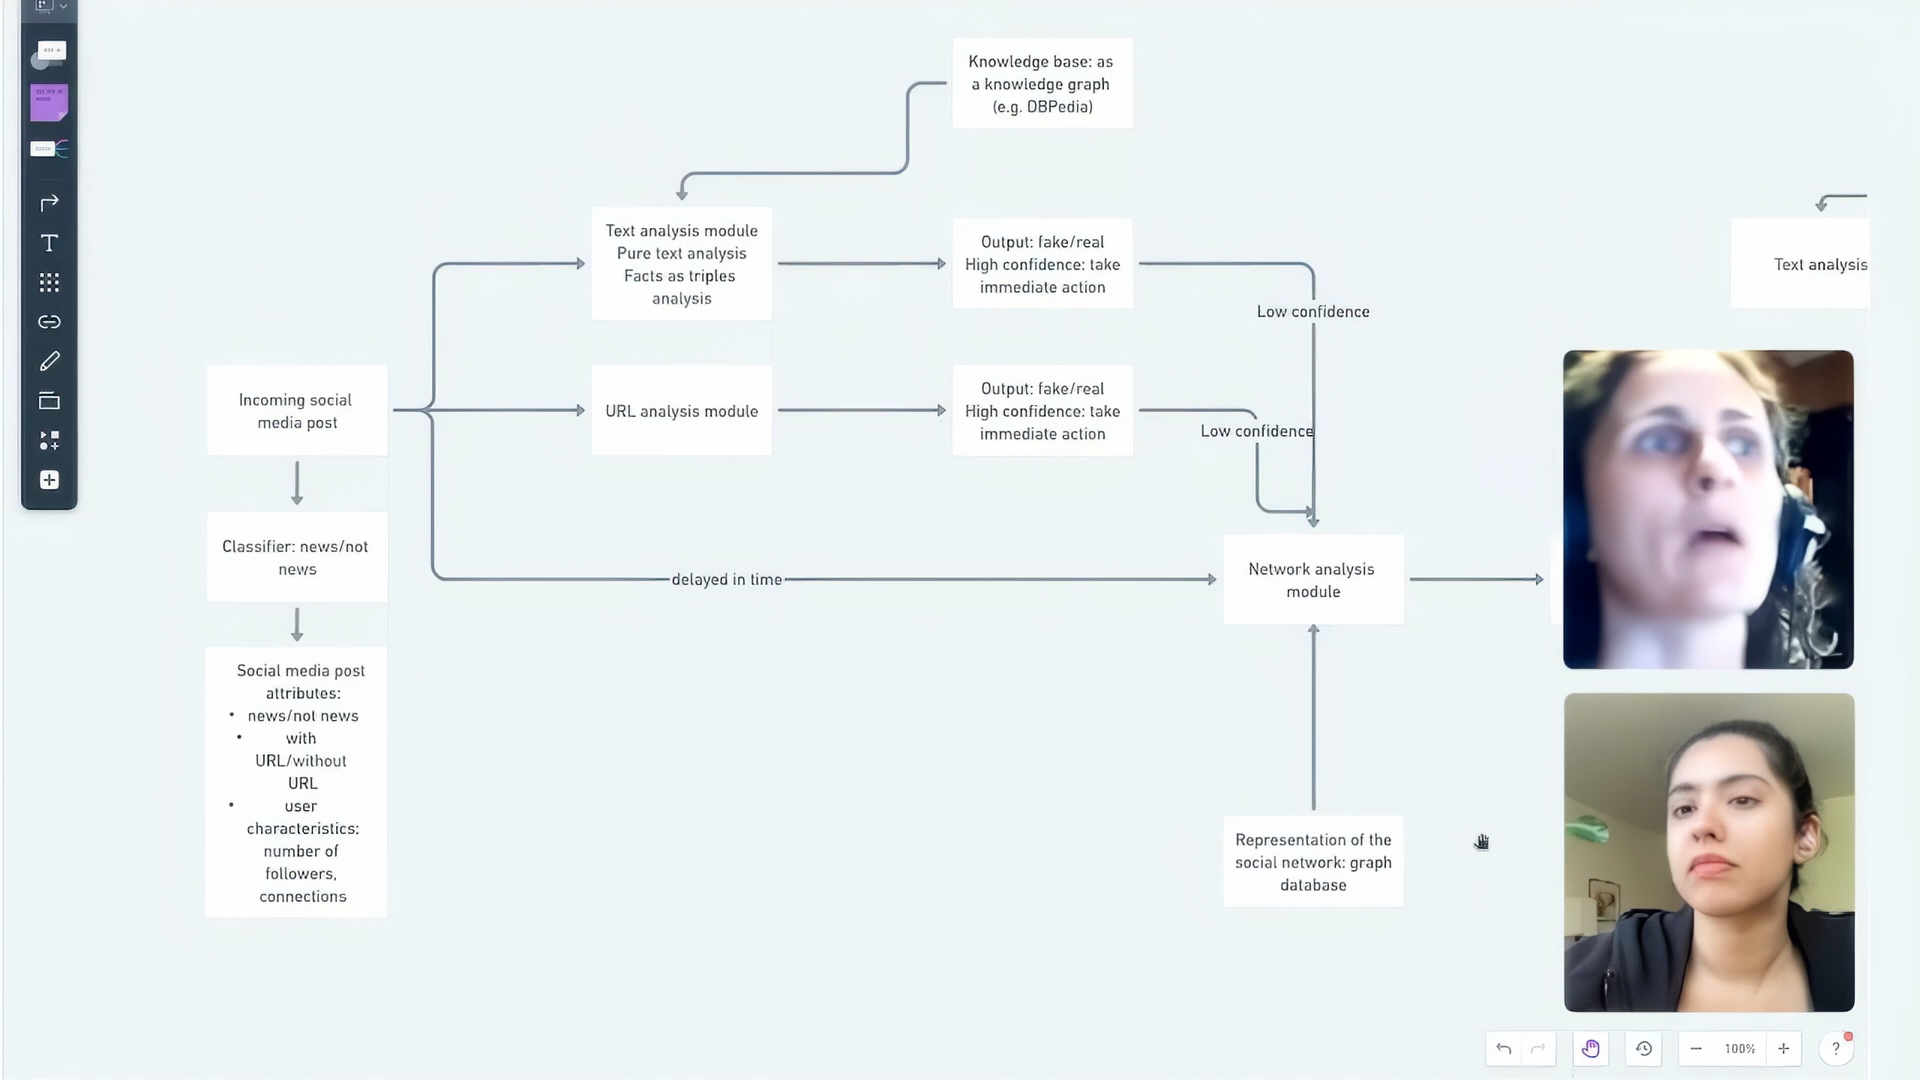 Knowledge base: as
a knowledge graph
(e.g. DBPedia)
Text analysis module
Pure text analysis
Facts as triples
analysis
Output: fake/real
High confidence: take
immediate action
Low confidence
Text analysis
Incoming social
media post
URL analysis module
Output: fake/real
High confidence: take
immediate action
Low confidence
Classifier: news/not
news
delayed in time
Network analysis
module
Social media post
attributes:
• news/not news
• with
URL/without
URL
• user
characteristics:
number of
followers,
connections
Representation of the
social network: graph
database
100%
?